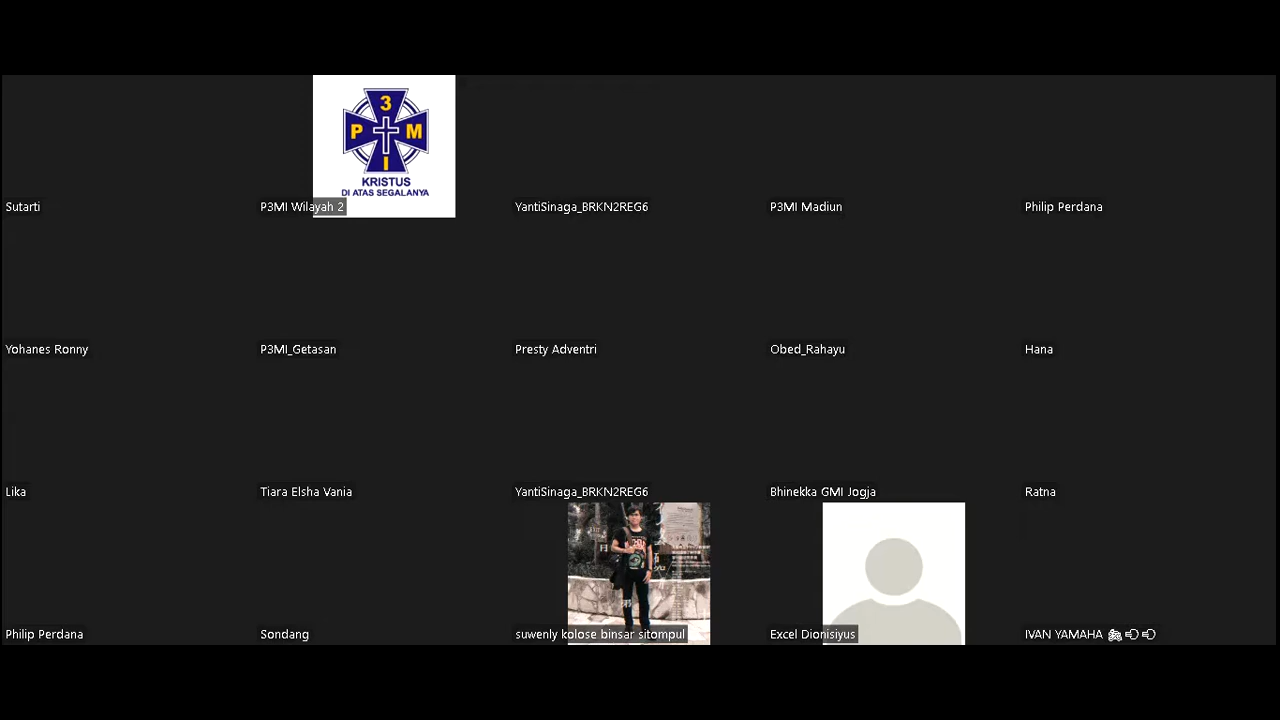 3
P M
I
KRISTUS
DI ATAS SEGALANYA
Sutarti
P3MI Wilayah 2
YantiSinaga_BRKN2REG6
P3MI Madiun
Philip Perdana
Yohanes Ronny
P3MI_Getasan
Presty Adventri
Obed_Rahayu
Hana
Lika
Tiara Elsha Vania
YantiSinaga_BRKN2REG6
Bhinekka GMI Jogja
Ratna
Philip Perdana
Sondang
suwenly kolose binsar sitompul
Excel Dionisiyus
IVAN YAMAHA